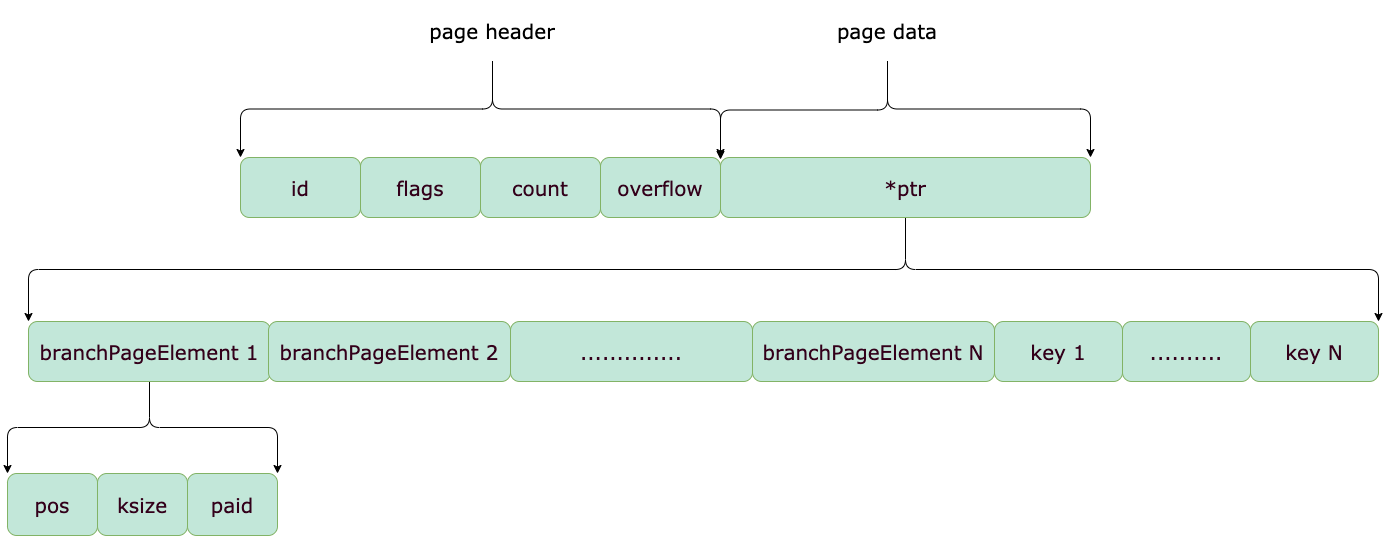 page header page data
id flags count overflow *ptr
branchPageElement 1 branchPageElement 2 .............. branchPageElement N key 1 .......... key N
pos ksize paid